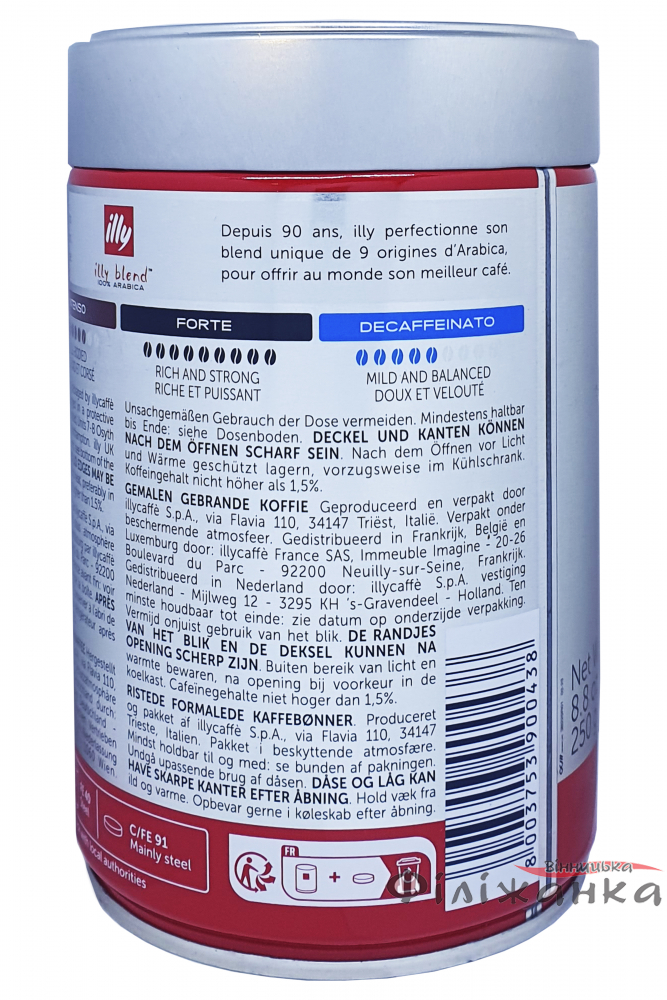 illy
Depuis 90 ans, illy perfectionne son
blend unique de 9 origines d'Arabica,
pour offrir au monde son meilleur café.
illy blend™
100% ARABICA
FORTE
DECAFFEINATO
RICH AND STRONG
RICHE ET PUISSANT
MILD AND BALANCED
DOUX ET VELOUTÉ
Unsachgemäßen Gebrauch der Dose vermeiden. Mindestens haltbar
bis Ende: siehe Dosenboden. DECKEL UND KANTEN KÖNNEN
NACH DEM ÖFFNEN SCHARF SEIN. Nach dem Öffnen vor Licht
und Wärme geschützt lagern, vorzugsweise im Kühlschrank.
Koffeingehalt nicht höher als 1,5%.
GEMALEN GEBRANDE KOFFIE Geproduceerd en verpakt door
illycaffè S.p.A., via Flavia 110, 34147 Triëst, Italië. Verpakt onder
beschermende atmosfeer. Gedistribueerd in Frankrijk, België en
Luxemburg door: illycaffè France SAS, Immeuble Imagine - 20-26
Boulevard du Parc - 92200 Neuilly-sur-Seine, Frankrijk.
Gedistribueerd in Nederland door: illycaffè S.p.A. vestiging
Nederland - Mijlweg 12 - 3295 KH 's-Gravendeel - Holland. Ten
minste houdbaar tot einde: zie datum op onderzijde verpakking.
Vermijd onjuist gebruik van het blik. DE RANDJES
VAN HET BLIK EN DE DEKSEL KUNNEN NA
OPENING SCHERP ZIJN. Buiten bereik van licht en
warmte bewaren, na opening bij voorkeur in de
koelkast. Cafeïnegehalte niet hoger dan 1,5%.
RISTEDE FORMALEDE KAFFEBØNNER. Produceret
og pakket af illycaffè S.p.A., via Flavia 110, 34147
Trieste, Italien. Pakket i beskyttende atmosfære.
Mindst holdbar til og med: se bunden af pakningen.
Undgå upassende brug af dåsen. DÅSE OG LÅG KAN
HAVE SKARPE KANTER EFTER ÅBNING. Hold væk fra
ild og varme. Opbevar gerne i køleskab efter åbning.
8003753900438
Net
8.8
250
C/FE 91
Mainly steel
local authorities
FR
+
Вінницька
Філіжанка